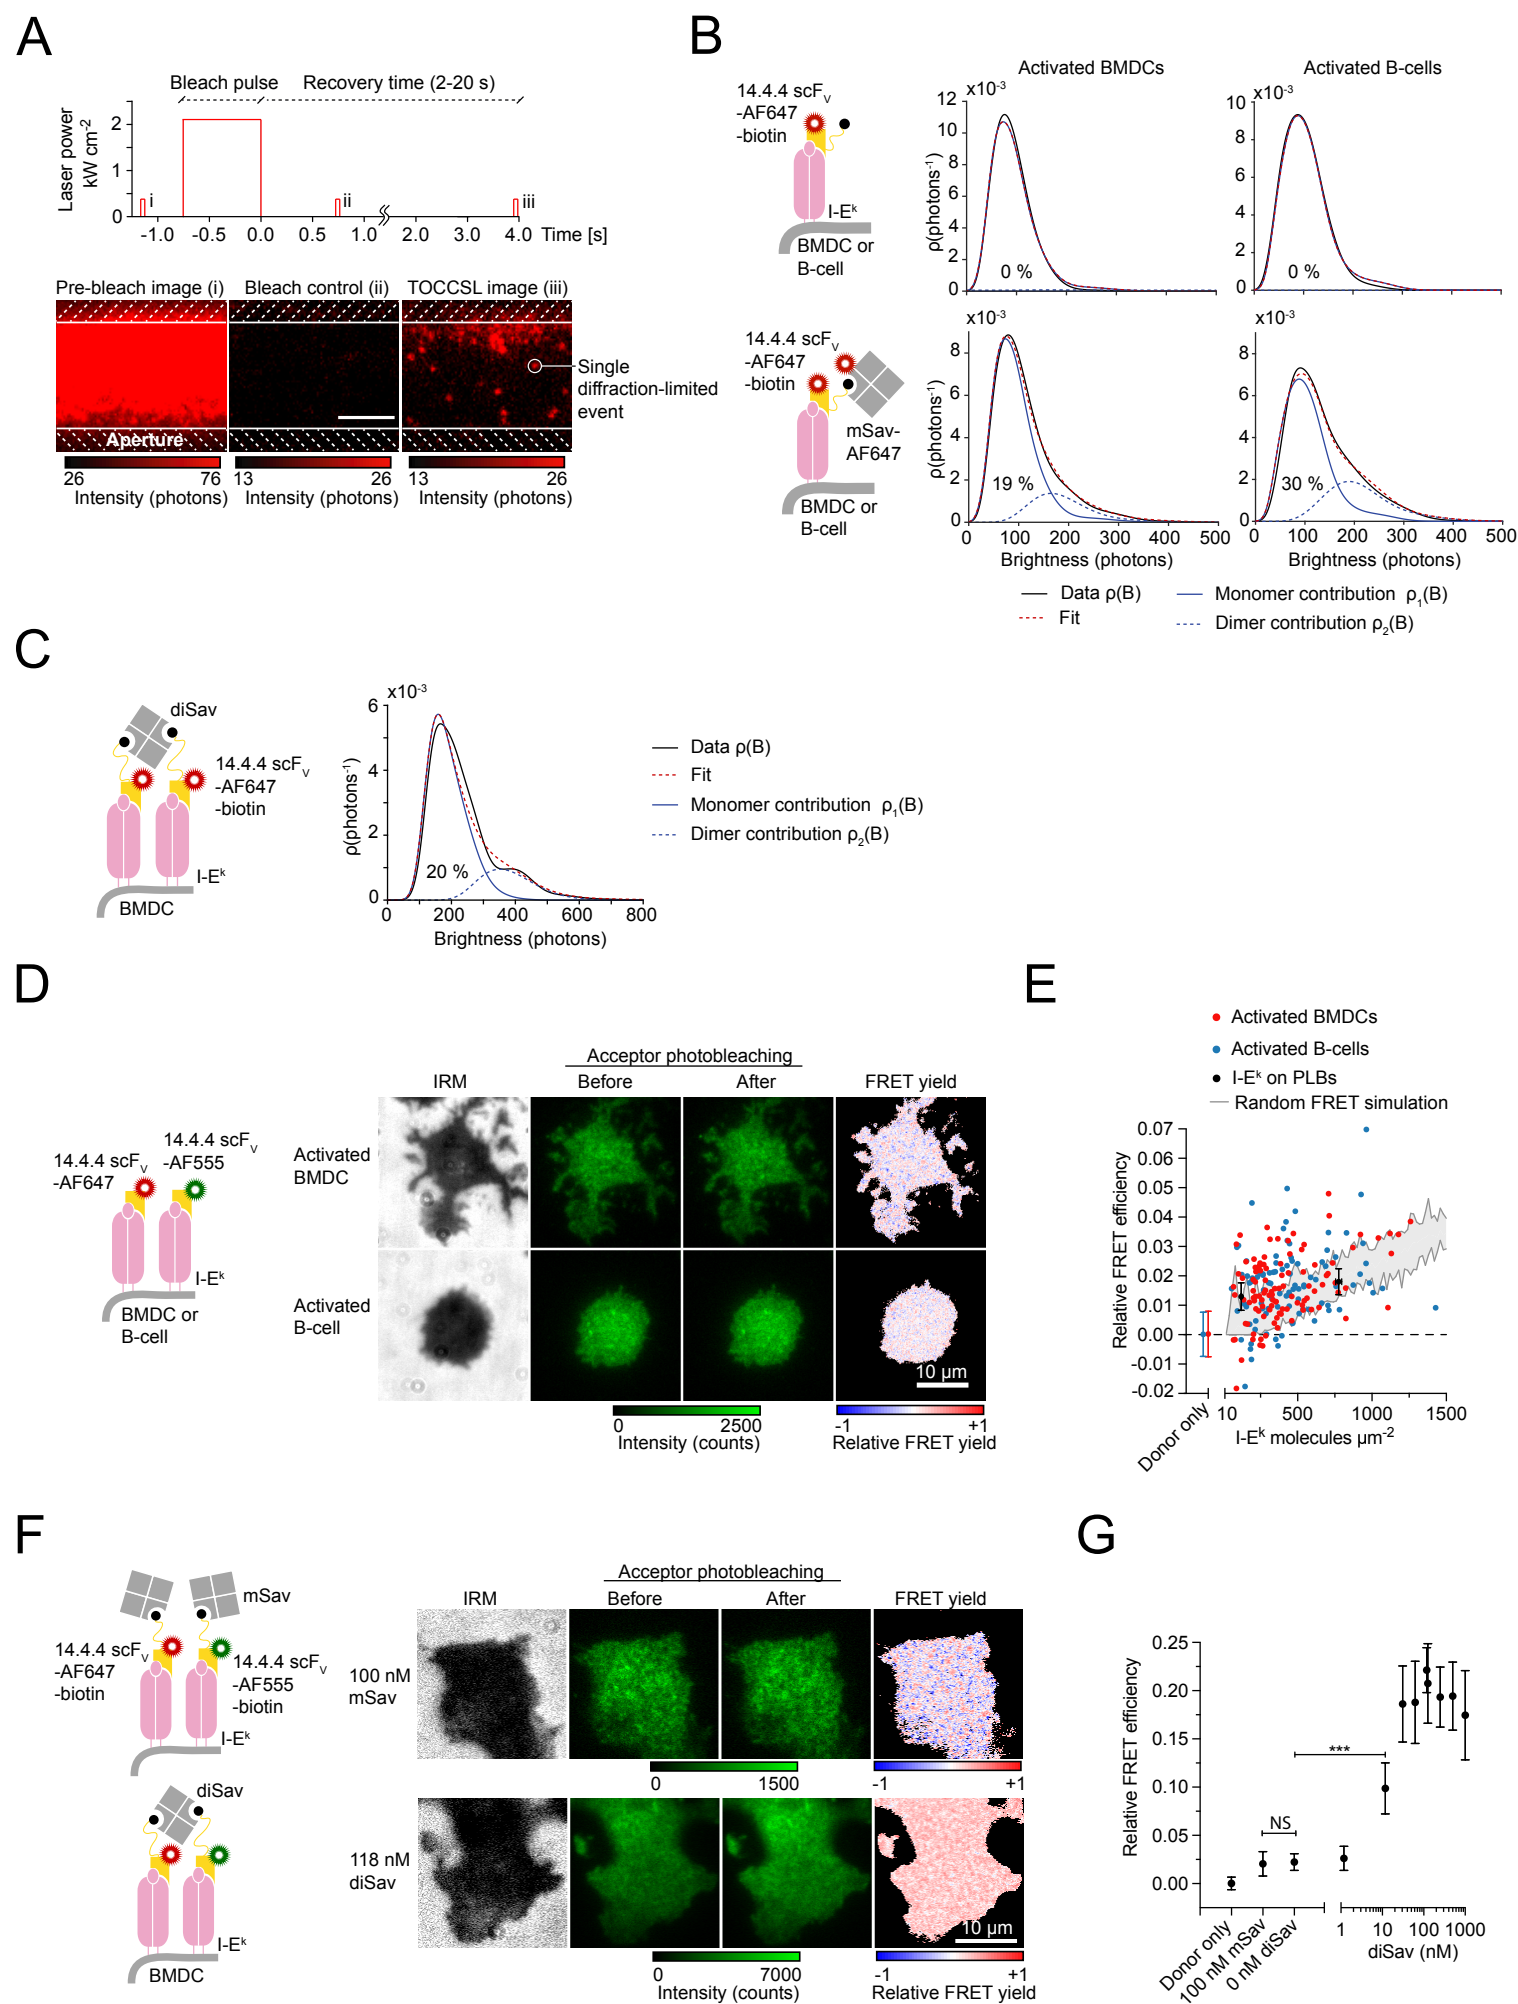 A
Bleach pulse
Recovery time (2-20 s)
Laser power
kW cm-2
2
1
0
i
ii
iii
-1.0 -0.5 0.0 0.5 1.0 2.0 3.0 4.0 Time [s]
Pre-bleach image (i) Bleach control (ii) TOCCSL image (iii)
Aperture
Single
diffraction-limited
event
26 76 13 26 13 26
Intensity (photons) Intensity (photons) Intensity (photons)
B
14.4.4 scFV
-AF647
-biotin
I-Ek
BMDC or
B-cell
Activated BMDCs
x10-3
12
10
8
6
4
2
0
ρ(photons-1)
0 %
Activated B-cells
x10-3
10
8
6
4
2
0
0 %
14.4.4 scFV
-AF647
-biotin
mSav-
AF647
BMDC or
B-cell
x10-3
8
6
4
2
0
ρ(photons-1)
19 %
0 100 200 300 400 500
Brightness (photons)
x10-3
8
6
4
2
0
30 %
0 100 200 300 400 500
Brightness (photons)
Data ρ(B)
Fit
Monomer contribution ρ1(B)
Dimer contribution ρ2(B)
C
diSav
14.4.4 scFV
-AF647
-biotin
I-Ek
BMDC
x10-3
6
4
2
0
ρ(photons-1)
20 %
0 200 400 600 800
Brightness (photons)
Data ρ(B)
Fit
Monomer contribution ρ1(B)
Dimer contribution ρ2(B)
D
14.4.4 scFV
-AF555
14.4.4 scFV
-AF647
I-Ek
BMDC or
B-cell
Acceptor photobleaching
IRM Before After FRET yield
Activated
BMDC
Activated
B-cell
10 µm
0 2500
Intensity (counts)
-1 +1
Relative FRET yield
E
Activated BMDCs
Activated B-cells
I-Ek on PLBs
Random FRET simulation
Relative FRET efficiency
0.07
0.06
0.05
0.04
0.03
0.02
0.01
0.00
-0.01
-0.02
Donor only
10 500 1000 1500
I-Ek molecules µm-2
F
mSav
14.4.4 scFV
-AF647
-biotin
14.4.4 scFV
-AF555
-biotin
I-Ek
diSav
I-Ek
BMDC
Acceptor photobleaching
IRM Before After FRET yield
100 nM
mSav
0 1500
-1 +1
118 nM
diSav
10 µm
0 7000
Intensity (counts)
-1 +1
Relative FRET yield
G
Relative FRET efficiency
0.25
0.20
0.15
0.10
0.05
0.00
NS
***
Donor only
100 nM mSav
0 nM diSav
1 10 100 1000
diSav (nM)